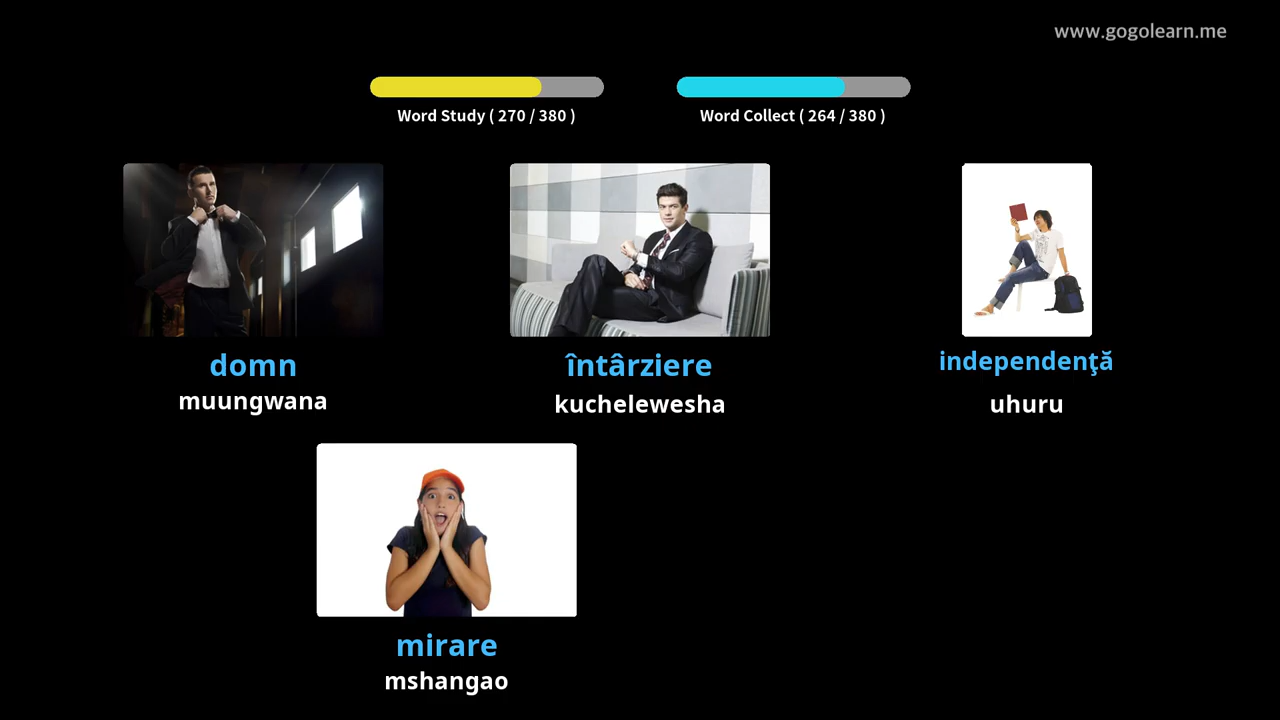 www.gogolearn.me
Word Study ( 270 / 380 )
Word Collect ( 264 / 380 )
domn
muungwana
întârziere
kuchelewesha
independenţă
uhuru
mirare
mshangao